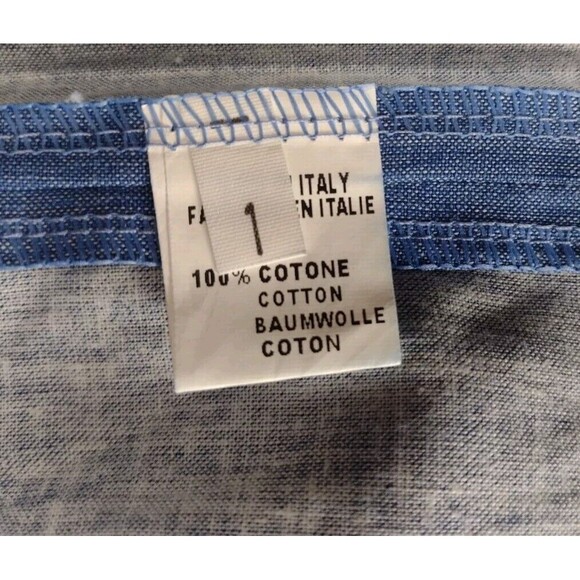 ITALY
EN ITALIE
1
100% COTONE
COTTON
BAUMWOLLE
COTON